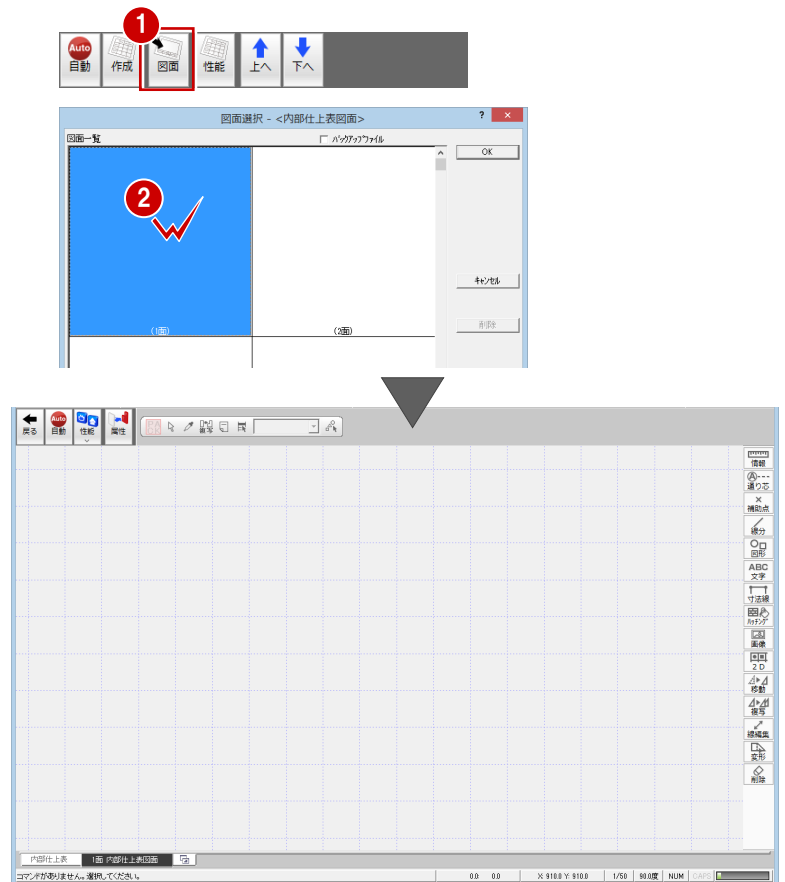 1
Auto
自動 作成 図面 性能 上へ 下へ
図面選択 - <内部仕上表図面> ? ×
図面一覧 バックアップファイル
OK
2
キャンセル
削除
(1面) (2面)
Auto
戻る 自動 性能 属性
情報
通り芯
補助点
線分
図形
ABC
文字
寸法線
ハッチング
画像
2D
移動
複写
線編集
変形
削除
内部仕上表 1面 内部仕上表図面
コマンドがありません。選択してください。 0.0 0.0 X: 910.0 Y: 910.0 1/50 90.0度 NUM CAPS